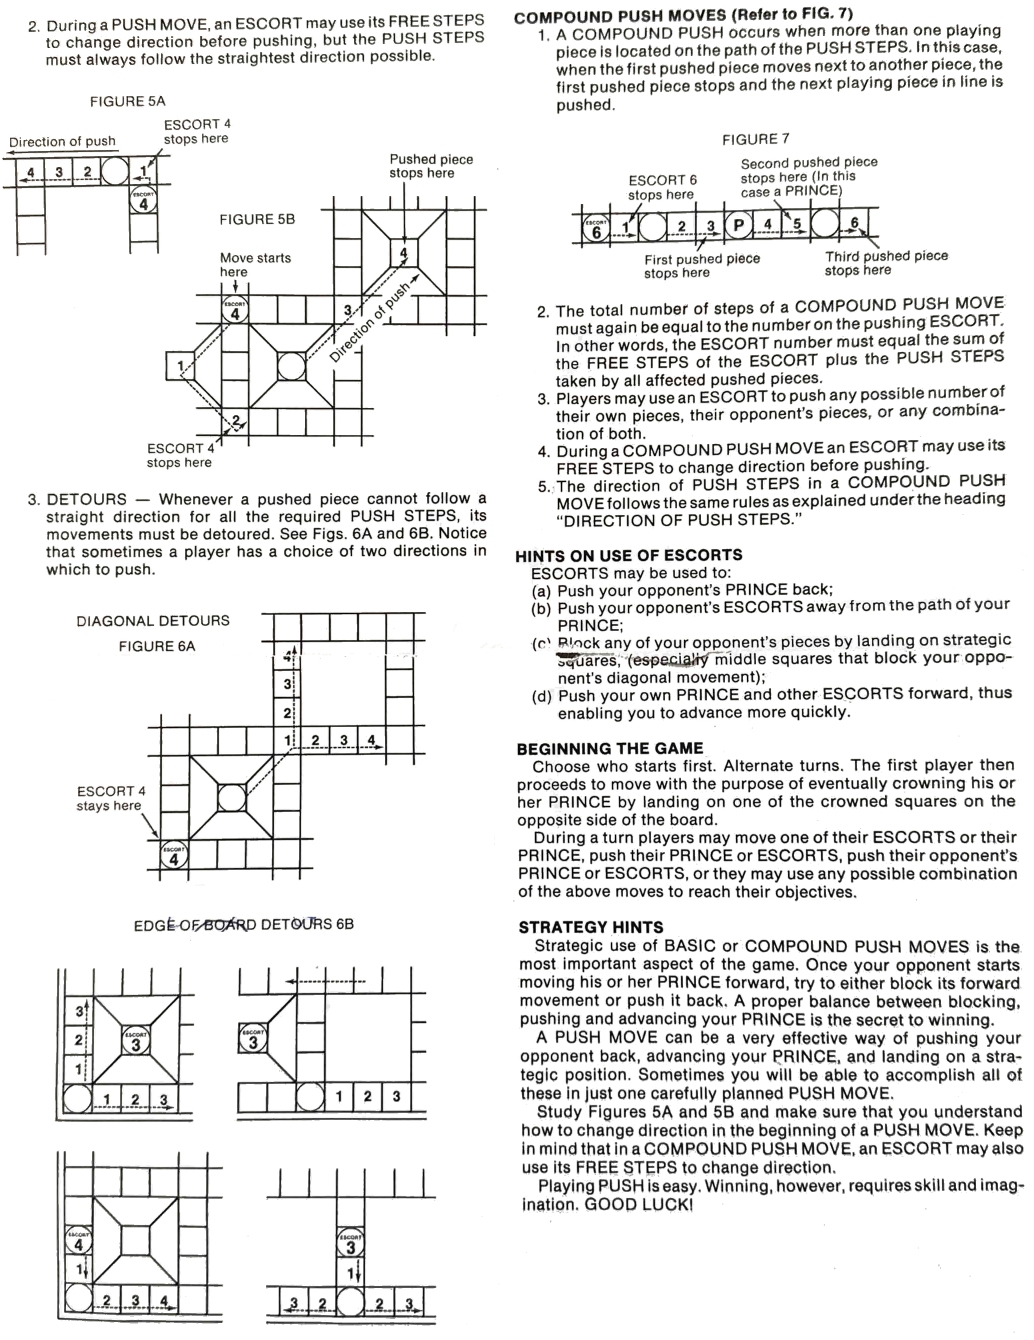 2. During a PUSH MOVE, an ESCORT may use its FREE STEPS
to change direction before pushing, but the PUSH STEPS
must always follow the straightest direction possible.
FIGURE 5A
ESCORT 4
stops here
Direction of push
4 3 2 1
ESCORT
4
Pushed piece
stops here
FIGURE 5B
Move starts
here
ESCORT
4
4
3
Direction of push
1
2
ESCORT 4
stops here
3. DETOURS — Whenever a pushed piece cannot follow a
straight direction for all the required PUSH STEPS, its
movements must be detoured. See Figs. 6A and 6B. Notice
that sometimes a player has a choice of two directions in
which to push.
DIAGONAL DETOURS
FIGURE 6A
4
3
2
1 2 3 4
ESCORT 4
stays here
ESCORT
4
EDGE OF BOARD DETOURS 6B
3
2
1
ESCORT
3
1 2 3
ESCORT
3
1 2 3
ESCORT
4
1
2 3 4
ESCORT
3
1
3 2 2 3
COMPOUND PUSH MOVES (Refer to FIG. 7)
1. A COMPOUND PUSH occurs when more than one playing
piece is located on the path of the PUSH STEPS. In this case,
when the first pushed piece moves next to another piece, the
first pushed piece stops and the next playing piece in line is
pushed.
FIGURE 7
ESCORT 6
stops here
Second pushed piece
stops here (In this
case a PRINCE)
ESCORT
6 1 2 3 P 4 5 6
First pushed piece
stops here
Third pushed piece
stops here
2. The total number of steps of a COMPOUND PUSH MOVE
must again be equal to the number on the pushing ESCORT.
In other words, the ESCORT number must equal the sum of
the FREE STEPS of the ESCORT plus the PUSH STEPS
taken by all affected pushed pieces.
3. Players may use an ESCORT to push any possible number of
their own pieces, their opponent's pieces, or any combina-
tion of both.
4. During a COMPOUND PUSH MOVE an ESCORT may use its
FREE STEPS to change direction before pushing.
5. The direction of PUSH STEPS in a COMPOUND PUSH
MOVE follows the same rules as explained under the heading
"DIRECTION OF PUSH STEPS."
HINTS ON USE OF ESCORTS
ESCORTS may be used to:
(a) Push your opponent's PRINCE back;
(b) Push your opponent's ESCORTS away from the path of your
PRINCE;
(c) Block any of your opponent's pieces by landing on strategic
squares, (especially middle squares that block your oppo-
nent's diagonal movement);
(d) Push your own PRINCE and other ESCORTS forward, thus
enabling you to advance more quickly.
BEGINNING THE GAME
Choose who starts first. Alternate turns. The first player then
proceeds to move with the purpose of eventually crowning his or
her PRINCE by landing on one of the crowned squares on the
opposite side of the board.
During a turn players may move one of their ESCORTS or their
PRINCE, push their PRINCE or ESCORTS, push their opponent's
PRINCE or ESCORTS, or they may use any possible combination
of the above moves to reach their objectives.
STRATEGY HINTS
Strategic use of BASIC or COMPOUND PUSH MOVES is the
most important aspect of the game. Once your opponent starts
moving his or her PRINCE forward, try to either block its forward
movement or push it back. A proper balance between blocking,
pushing and advancing your PRINCE is the secret to winning.
A PUSH MOVE can be a very effective way of pushing your
opponent back, advancing your PRINCE, and landing on a stra-
tegic position. Sometimes you will be able to accomplish all of
these in just one carefully planned PUSH MOVE.
Study Figures 5A and 5B and make sure that you understand
how to change direction in the beginning of a PUSH MOVE. Keep
in mind that in a COMPOUND PUSH MOVE, an ESCORT may also
use its FREE STEPS to change direction.
Playing PUSH is easy. Winning, however, requires skill and imag-
ination. GOOD LUCK!